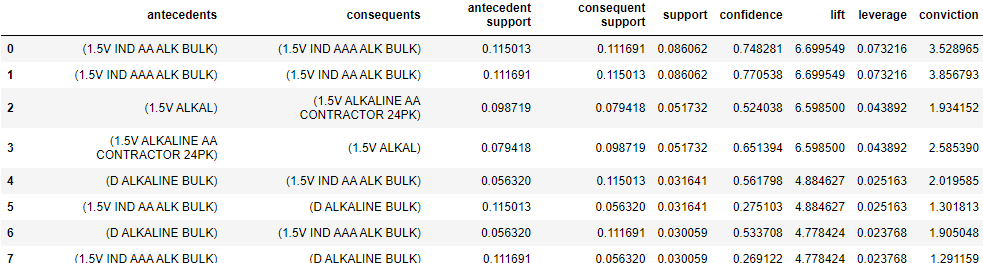 antecedents consequents antecedent support consequent support support confidence lift leverage conviction
0 (1.5V IND AA ALK BULK) (1.5V IND AAA ALK BULK) 0.115013 0.111691 0.086062 0.748281 6.699549 0.073216 3.528965
1 (1.5V IND AAA ALK BULK) (1.5V IND AA ALK BULK) 0.111691 0.115013 0.086062 0.770538 6.699549 0.073216 3.856793
2 (1.5V ALKAL) (1.5V ALKALINE AA CONTRACTOR 24PK) 0.098719 0.079418 0.051732 0.524038 6.598500 0.043892 1.934152
3 (1.5V ALKALINE AA CONTRACTOR 24PK) (1.5V ALKAL) 0.079418 0.098719 0.051732 0.651394 6.598500 0.043892 2.585390
4 (D ALKALINE BULK) (1.5V IND AA ALK BULK) 0.056320 0.115013 0.031641 0.561798 4.884627 0.025163 2.019585
5 (1.5V IND AA ALK BULK) (D ALKALINE BULK) 0.115013 0.056320 0.031641 0.275103 4.884627 0.025163 1.301813
6 (D ALKALINE BULK) (1.5V IND AAA ALK BULK) 0.056320 0.111691 0.030059 0.533708 4.778424 0.023768 1.905048
7 (1.5V IND AAA ALK BULK) (D ALKALINE BULK) 0.111691 0.056320 0.030059 0.269122 4.778424 0.023768 1.291159